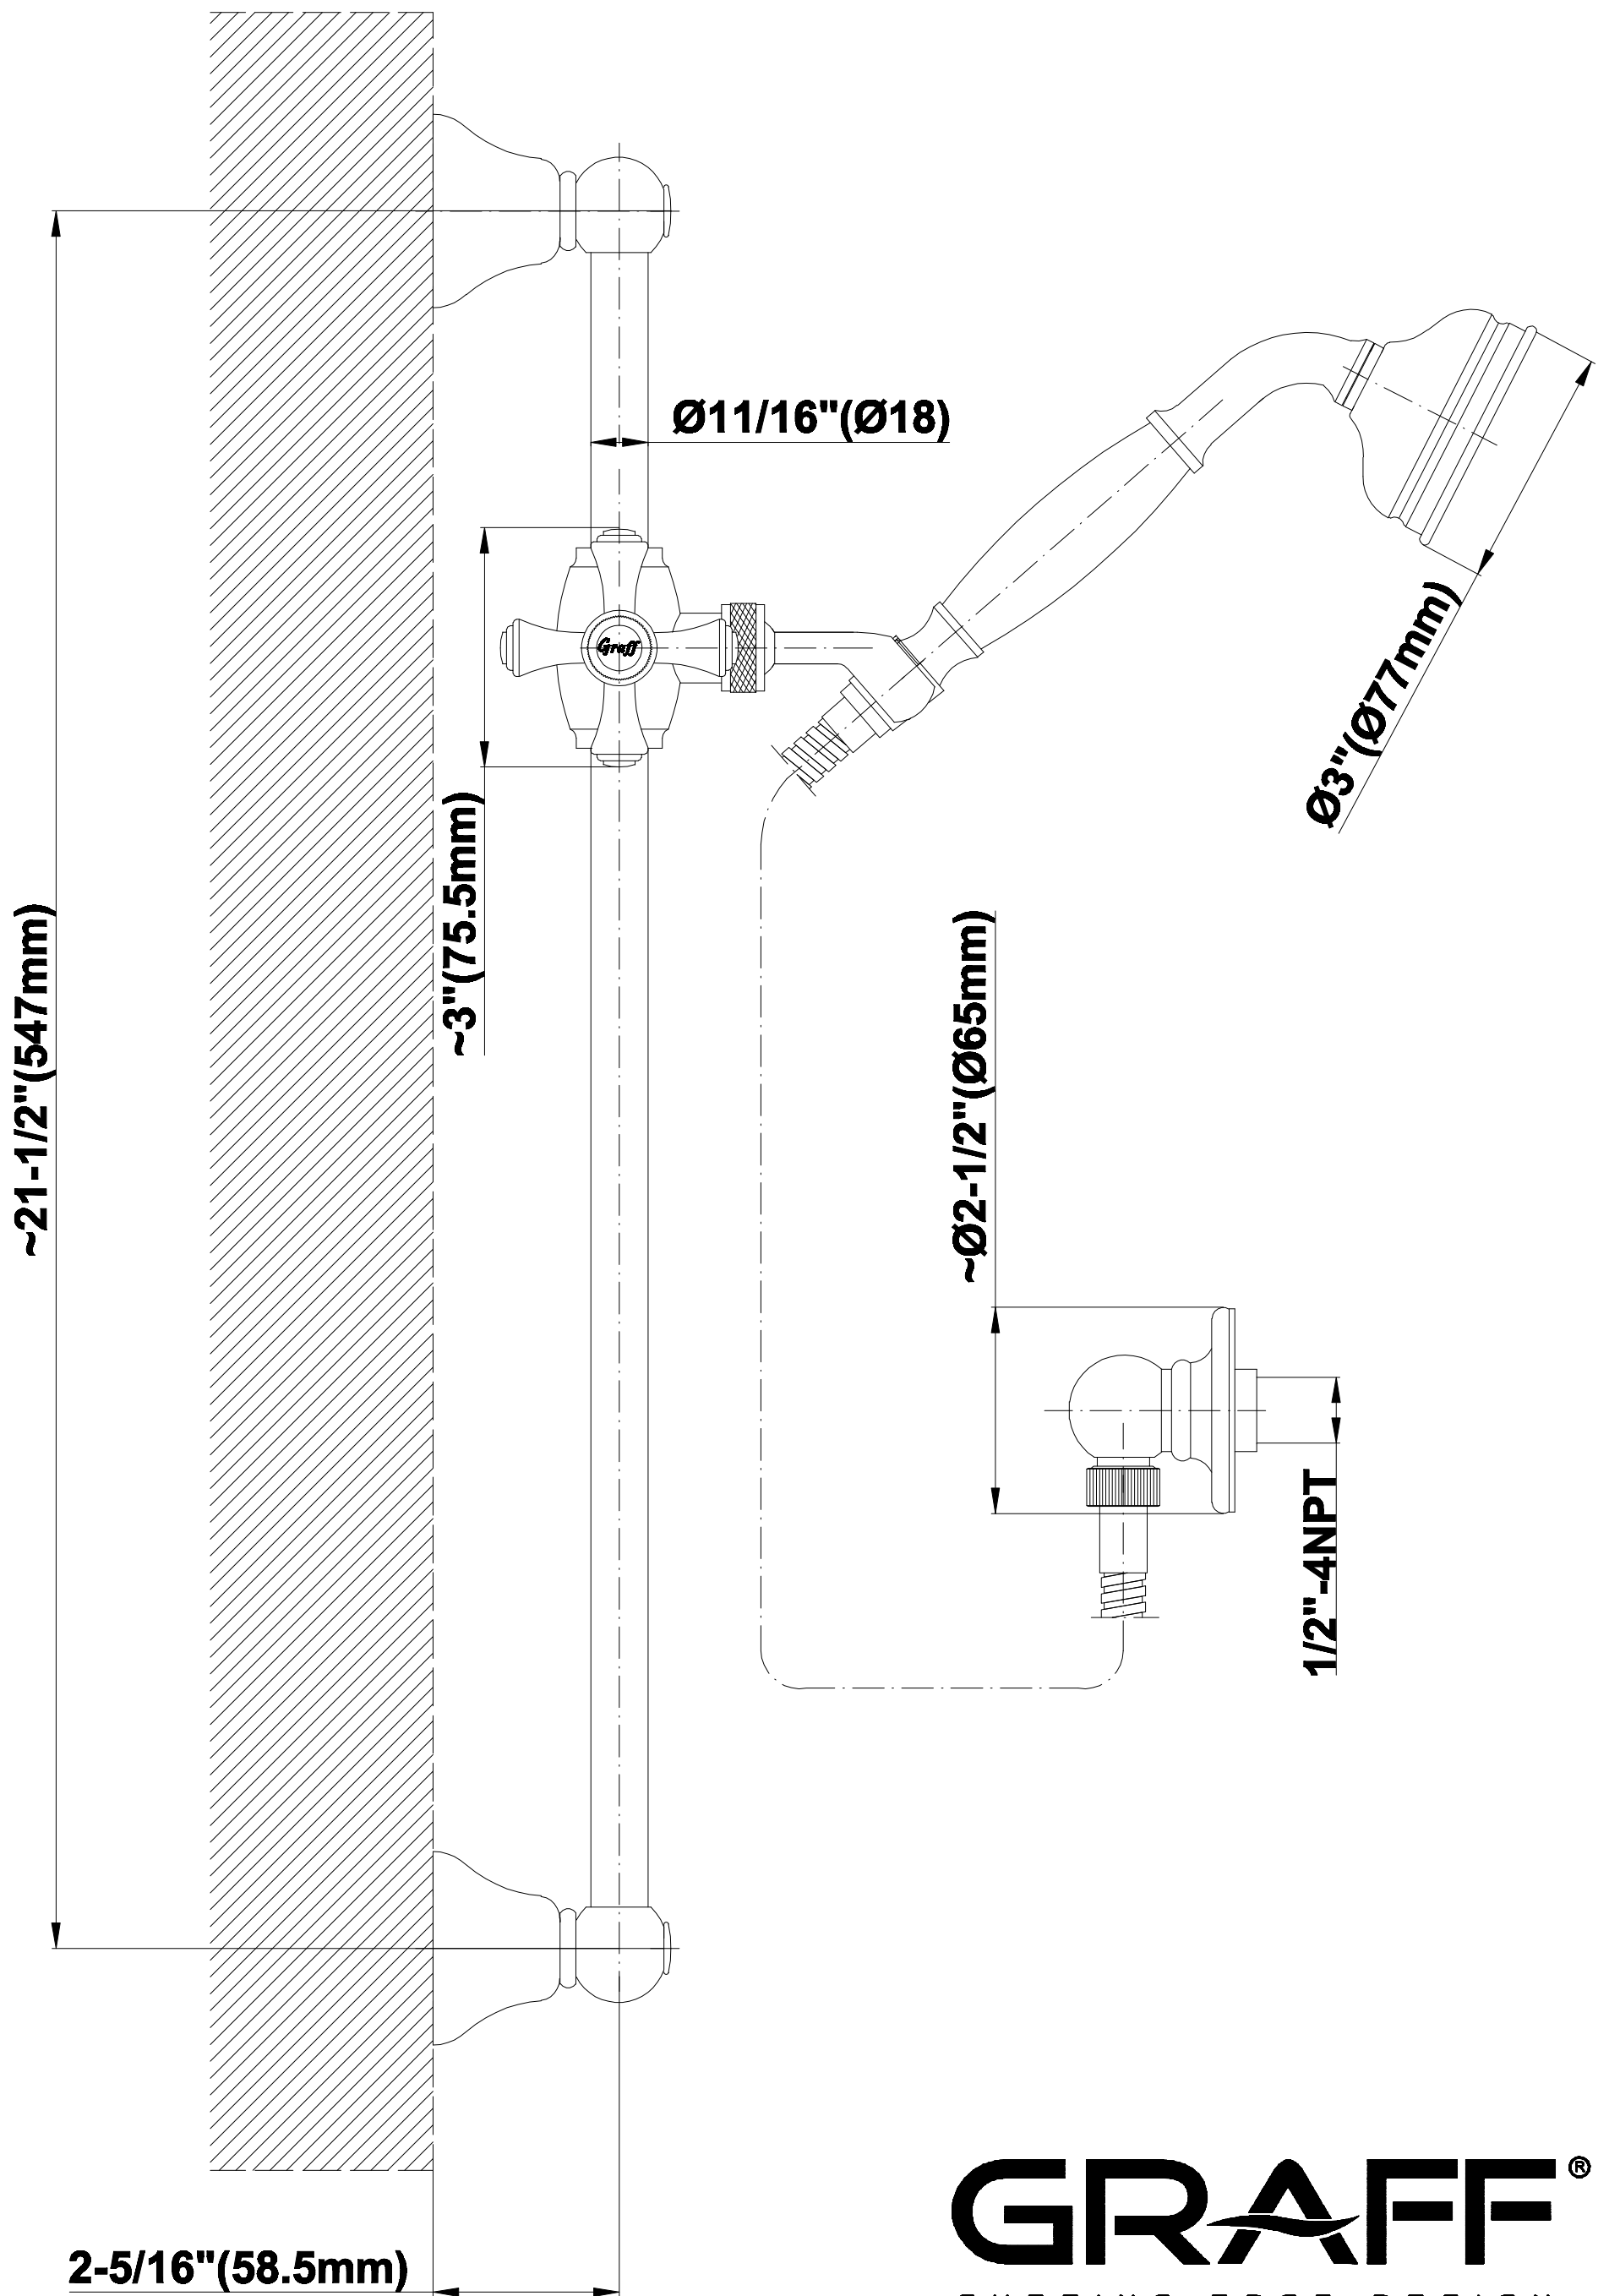 Ø11/16"(Ø18)
Graff
Ø3"(Ø77mm)
~3"(75.5mm)
~21-1/2"(547mm)
~Ø2-1/2"(Ø65mm)
1/2"-4NPT
GRAFF®
2-5/16"(58.5mm)